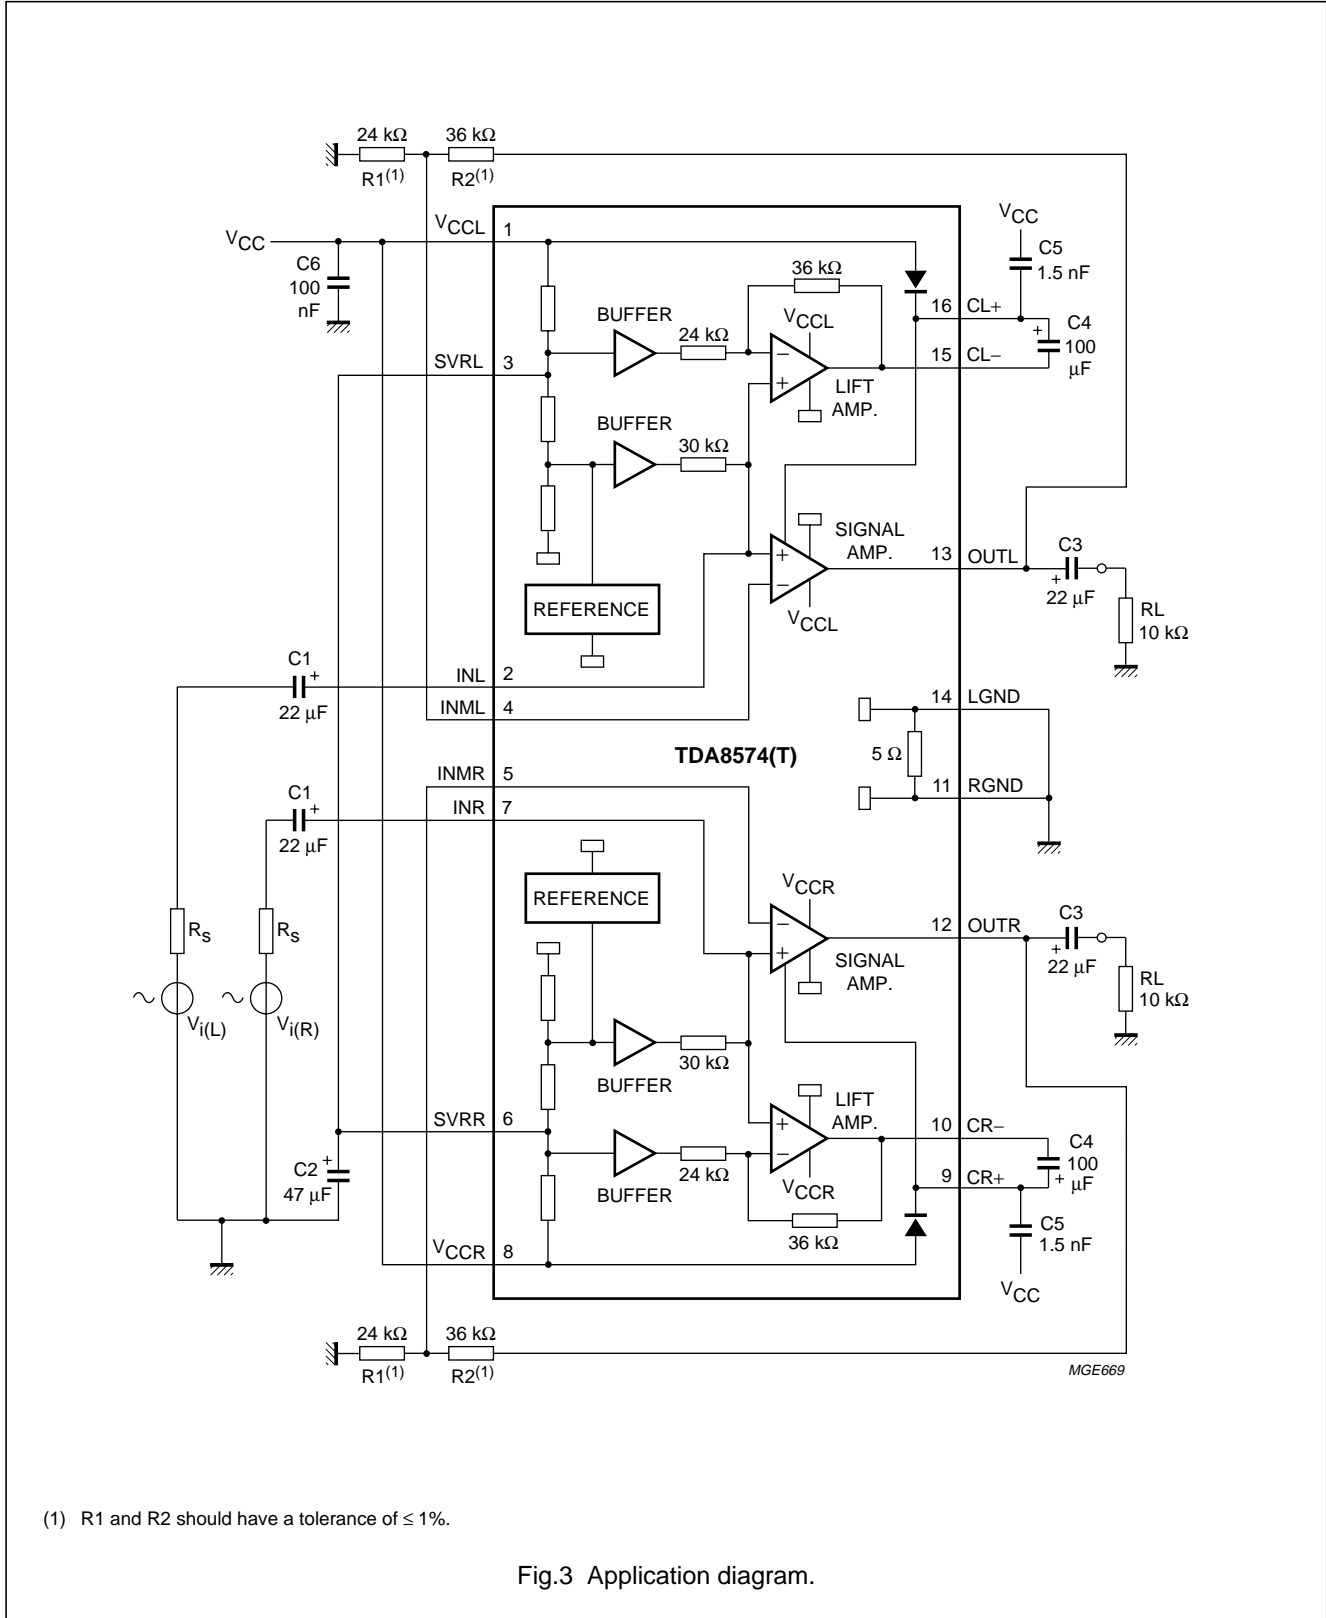 24 kΩ 36 kΩ
R1(1) R2(1)
VCC
VCCL 1
C5
1.5 nF
VCC
C6
100
nF
36 kΩ
16 CL+
BUFFER
24 kΩ
VCCL
C4
+
100
μF
SVRL 3
−
+
15 CL−
LIFT
AMP.
BUFFER
30 kΩ
SIGNAL
AMP.
+
−
13 OUTL
C3
+
22 μF
REFERENCE
VCCL
RL
10 kΩ
C1
+
22 μF
INL 2
INML 4
14 LGND
TDA8574(T)
5 Ω
INMR 5
11 RGND
C1
+
22 μF
INR 7
REFERENCE
VCCR
RS
RS
−
+
12 OUTR
C3
+
22 μF
SIGNAL
AMP.
RL
10 kΩ
Vi(L)
Vi(R)
30 kΩ
BUFFER
LIFT
AMP.
SVRR 6
+
−
10 CR−
C4
100
+ μF
C2
+
47 μF
BUFFER
24 kΩ
VCCR
9 CR+
36 kΩ
C5
1.5 nF
VCCR 8
VCC
24 kΩ 36 kΩ
R1(1) R2(1)
MGE669
(1) R1 and R2 should have a tolerance of ≤ 1%.
Fig.3 Application diagram.